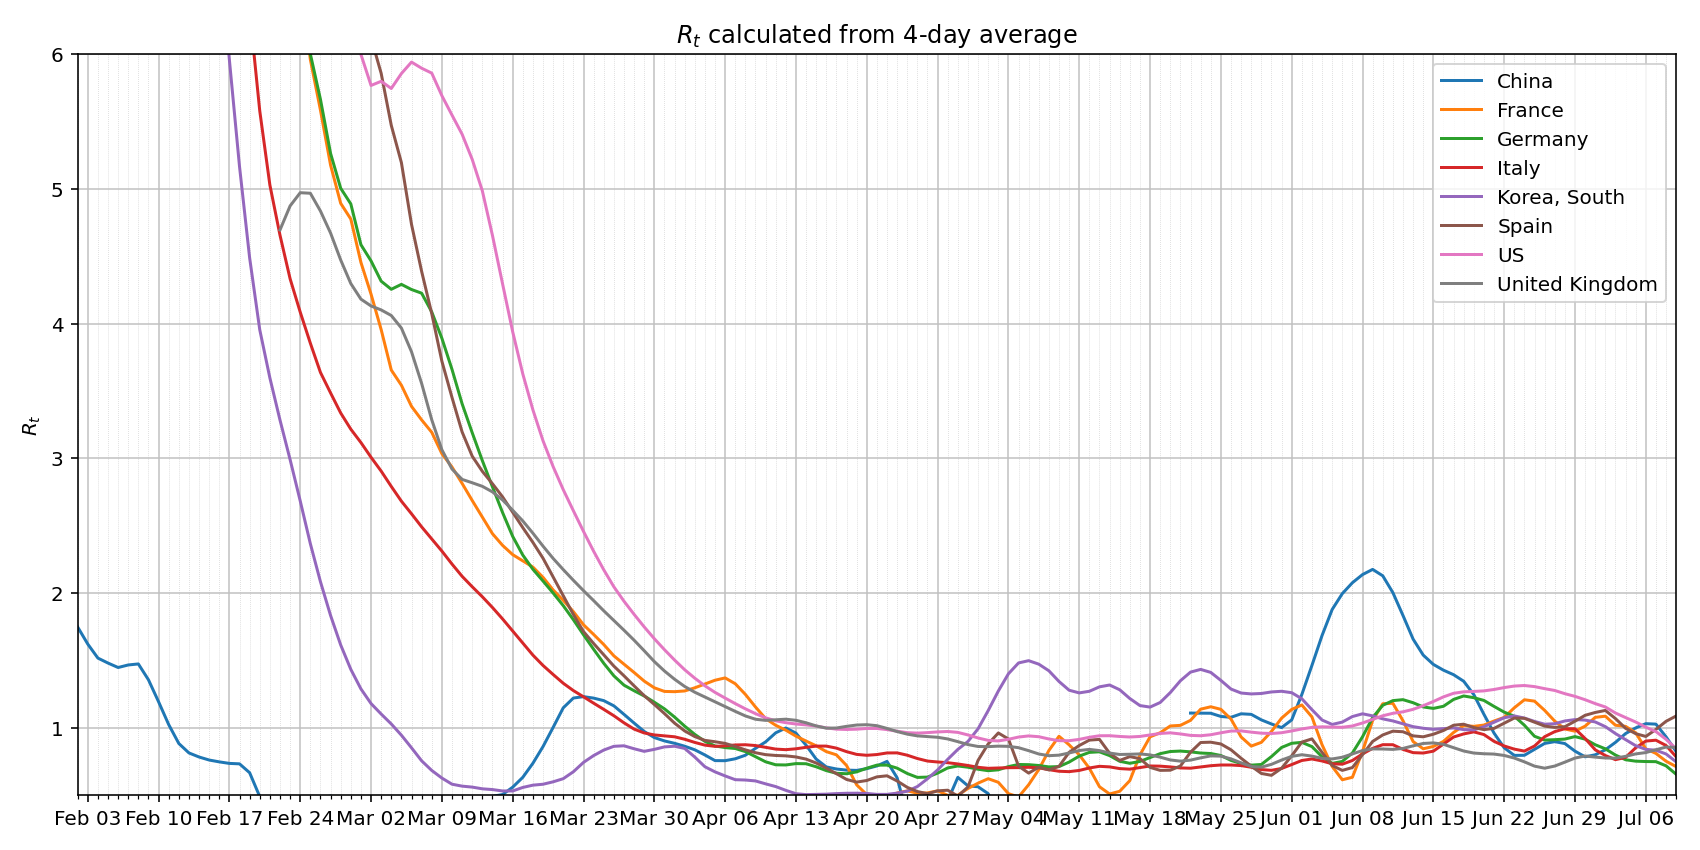 Rt calculated from 4-day average
6
5
4
3
2
1
Rt
China
France
Germany
Italy
Korea, South
Spain
US
United Kingdom
Feb 03 Feb 10 Feb 17 Feb 24 Mar 02 Mar 09 Mar 16 Mar 23 Mar 30 Apr 06 Apr 13 Apr 20 Apr 27 May 04 May 11 May 18 May 25 Jun 01 Jun 08 Jun 15 Jun 22 Jun 29 Jul 06